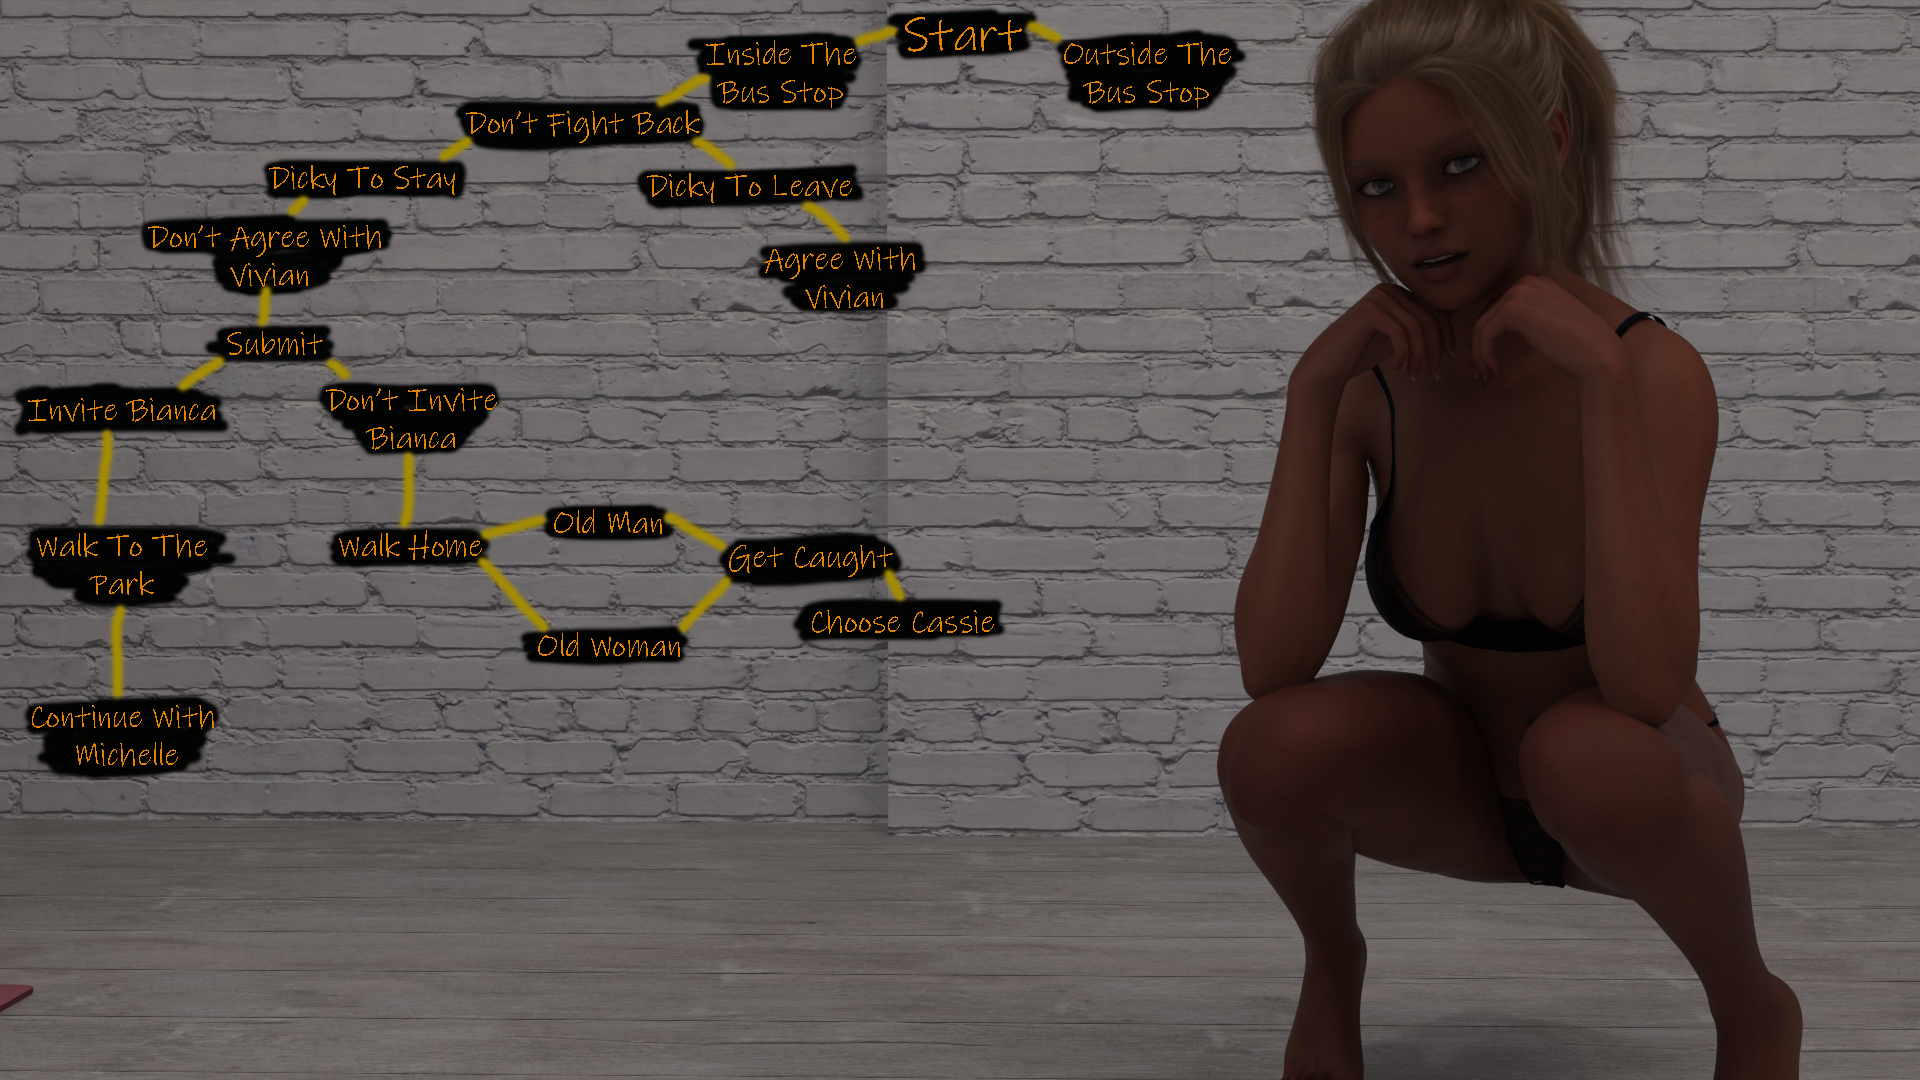 Start
Inside The
Bus Stop
Outside The
Bus Stop
Don't Fight Back
Dicky To Stay
Dicky To Leave
Don't Agree With
Vivian
Agree With
Vivian
Submit
Invite Bianca
Don't Invite
Bianca
Walk To The
Park
Walk Home
Old Man
Old Woman
Get Caught
Choose Cassie
Continue With
Michelle